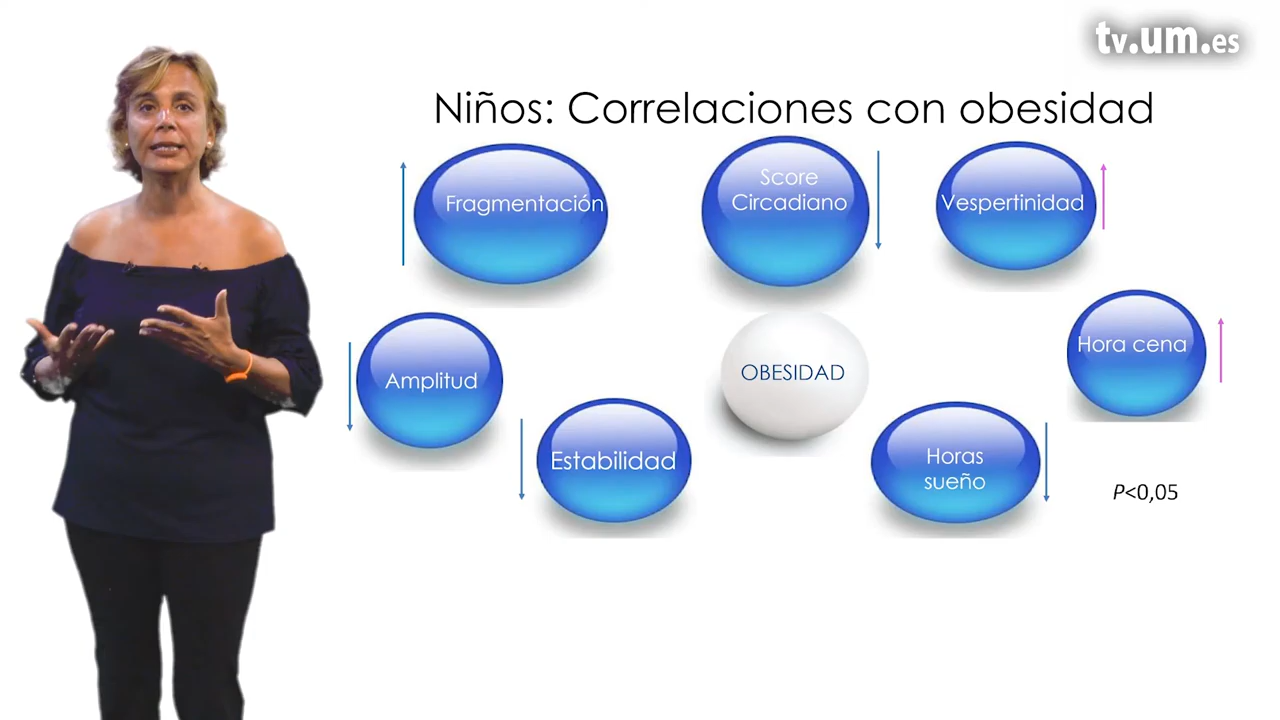 tv.um.es
Niños: Correlaciones con obesidad
Fragmentación
Score
Circadiano
Vespertinidad
Hora cena
Amplitud
OBESIDAD
Estabilidad
Horas
sueño
P<0,05